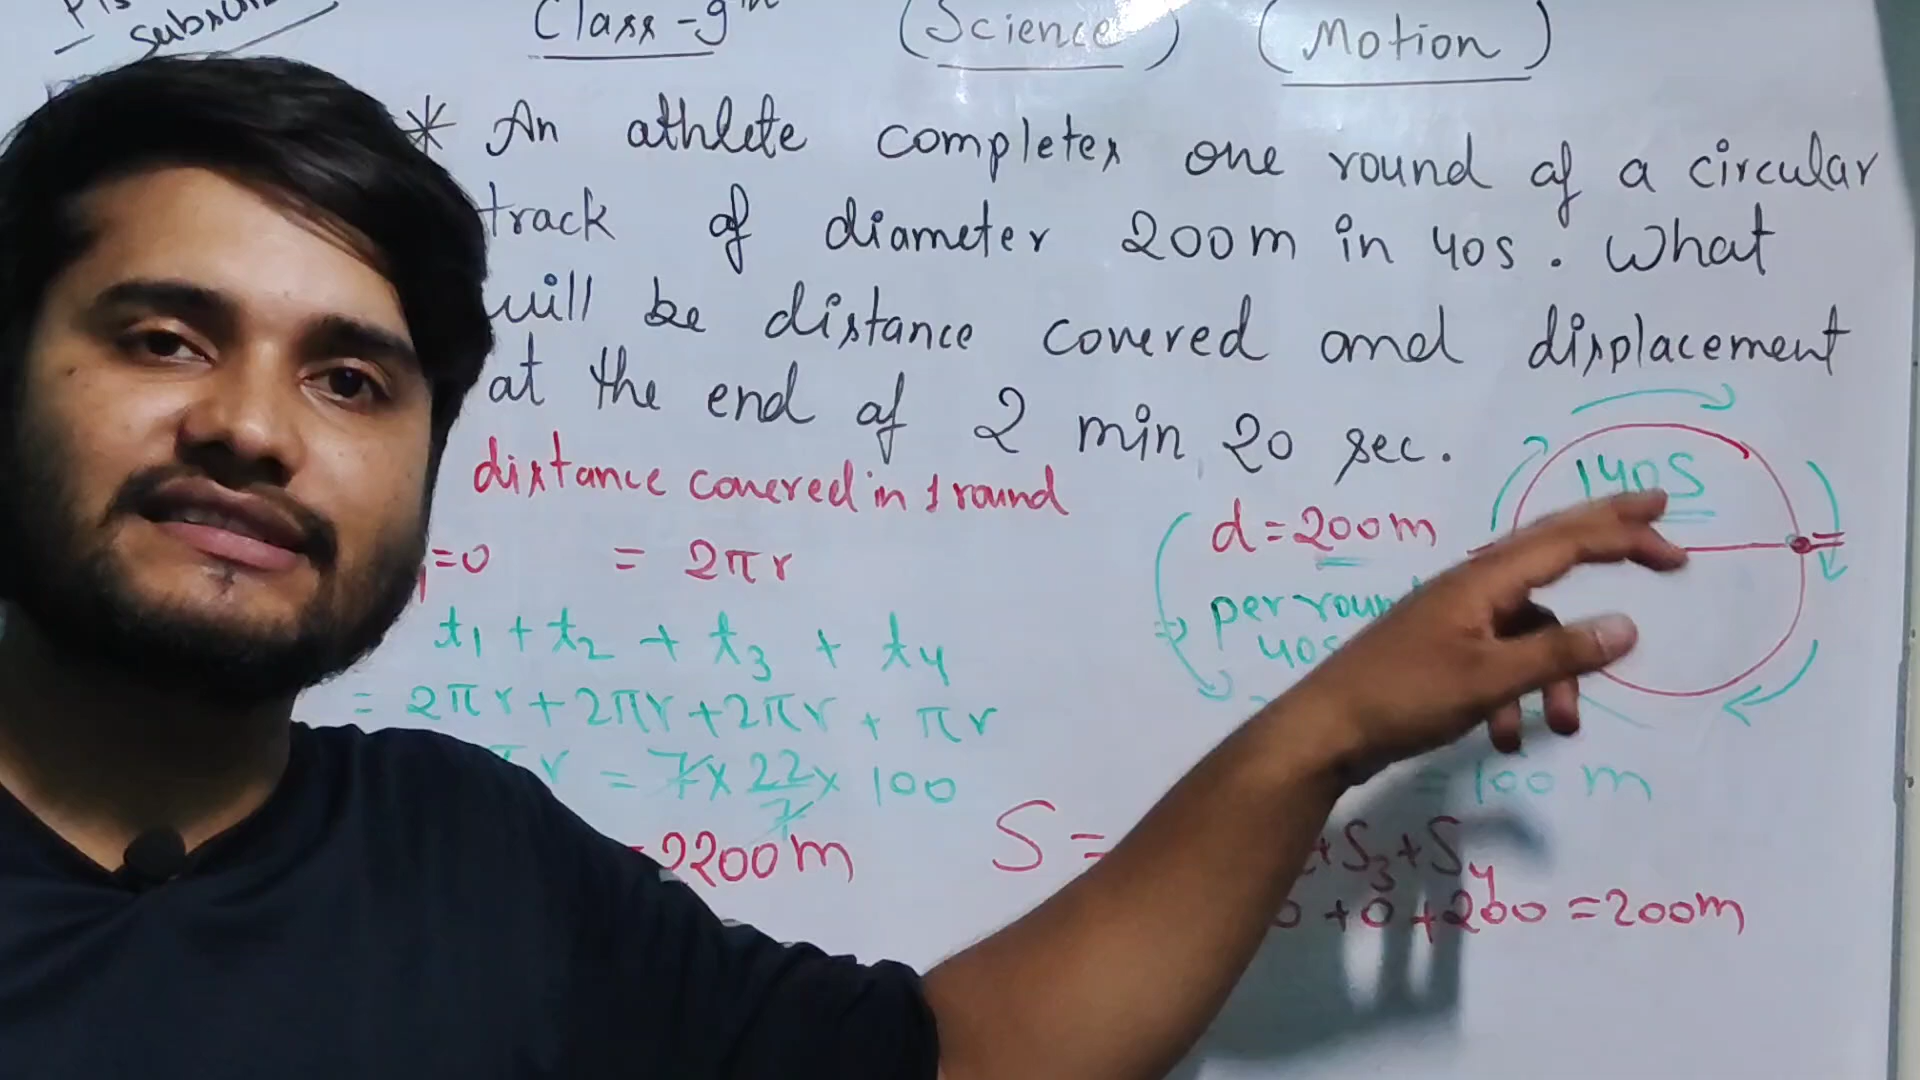 Class - 9th (Science) (Motion)
* An athlete completes one round of a circular
track of diameter 200m in 40s. What
will be distance covered and displacement
at the end of 2 min 20 sec.
distance covered in 1 round
= 2πr
=0
t1 + t2 + t3 + t4
= 2πr + 2πr + 2πr + πr
πr = 7 × 22/7 × 100
=2200m
140S
d = 200m
per round
40s
= 100 m
S = +S3+S4
0 +0 +200 =200m